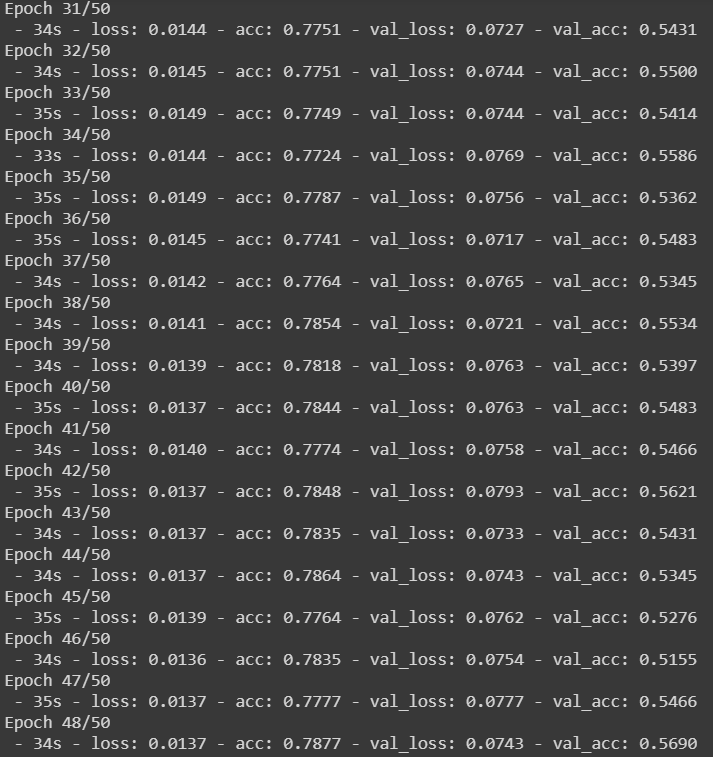 Epoch 31/50
 - 34s - loss: 0.0144 - acc: 0.7751 - val_loss: 0.0727 - val_acc: 0.5431
Epoch 32/50
 - 34s - loss: 0.0145 - acc: 0.7751 - val_loss: 0.0744 - val_acc: 0.5500
Epoch 33/50
 - 35s - loss: 0.0149 - acc: 0.7749 - val_loss: 0.0744 - val_acc: 0.5414
Epoch 34/50
 - 33s - loss: 0.0144 - acc: 0.7724 - val_loss: 0.0769 - val_acc: 0.5586
Epoch 35/50
 - 35s - loss: 0.0149 - acc: 0.7787 - val_loss: 0.0756 - val_acc: 0.5362
Epoch 36/50
 - 35s - loss: 0.0145 - acc: 0.7741 - val_loss: 0.0717 - val_acc: 0.5483
Epoch 37/50
 - 34s - loss: 0.0142 - acc: 0.7764 - val_loss: 0.0765 - val_acc: 0.5345
Epoch 38/50
 - 34s - loss: 0.0141 - acc: 0.7854 - val_loss: 0.0721 - val_acc: 0.5534
Epoch 39/50
 - 34s - loss: 0.0139 - acc: 0.7818 - val_loss: 0.0763 - val_acc: 0.5397
Epoch 40/50
 - 35s - loss: 0.0137 - acc: 0.7844 - val_loss: 0.0763 - val_acc: 0.5483
Epoch 41/50
 - 34s - loss: 0.0140 - acc: 0.7774 - val_loss: 0.0758 - val_acc: 0.5466
Epoch 42/50
 - 35s - loss: 0.0137 - acc: 0.7848 - val_loss: 0.0793 - val_acc: 0.5621
Epoch 43/50
 - 34s - loss: 0.0137 - acc: 0.7835 - val_loss: 0.0733 - val_acc: 0.5431
Epoch 44/50
 - 34s - loss: 0.0137 - acc: 0.7864 - val_loss: 0.0743 - val_acc: 0.5345
Epoch 45/50
 - 35s - loss: 0.0139 - acc: 0.7764 - val_loss: 0.0762 - val_acc: 0.5276
Epoch 46/50
 - 34s - loss: 0.0136 - acc: 0.7835 - val_loss: 0.0754 - val_acc: 0.5155
Epoch 47/50
 - 35s - loss: 0.0137 - acc: 0.7777 - val_loss: 0.0777 - val_acc: 0.5466
Epoch 48/50
 - 34s - loss: 0.0137 - acc: 0.7877 - val_loss: 0.0743 - val_acc: 0.5690